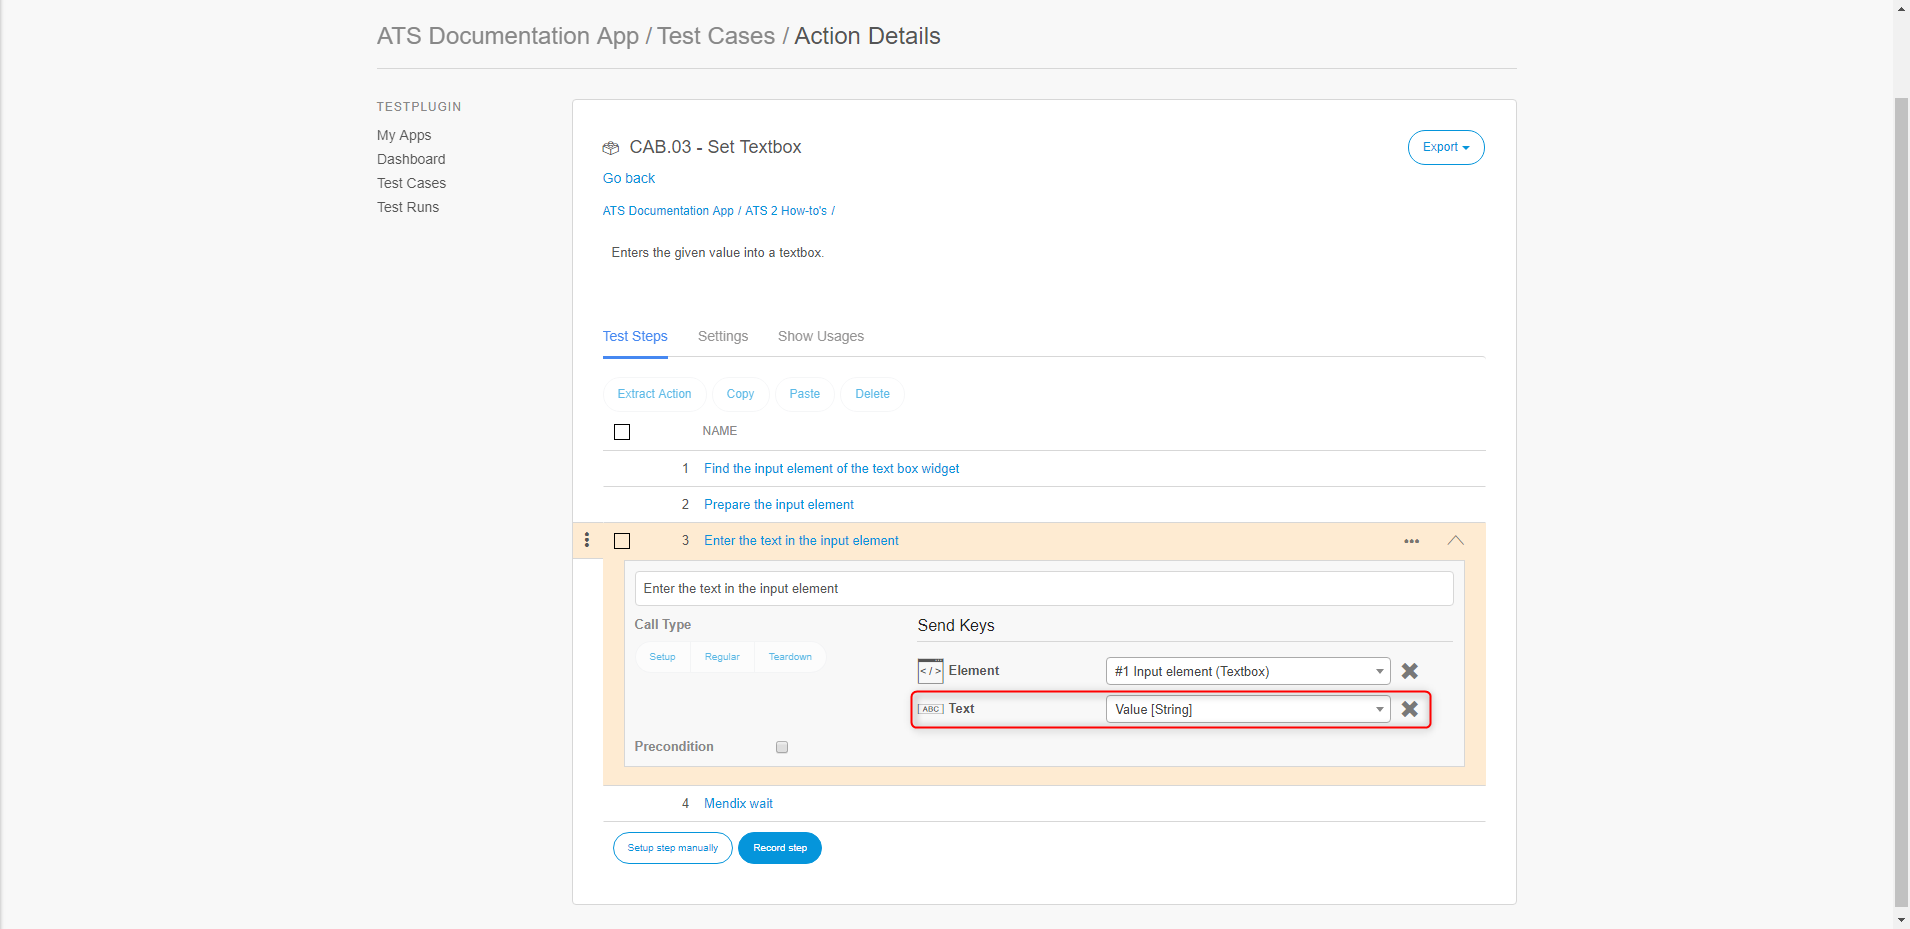 ATS Documentation App / Test Cases / Action Details
TESTPLUGIN
My Apps
Dashboard
Test Cases
Test Runs
CAB.03 - Set Textbox
Export
Go back
ATS Documentation App / ATS 2 How-to's /
Enters the given value into a textbox.
Test Steps Settings Show Usages
Extract Action Copy Paste Delete
NAME
1 Find the input element of the text box widget
2 Prepare the input element
3 Enter the text in the input element
Enter the text in the input element
Call Type
Setup Regular Teardown
Send Keys
</> Element #1 Input element (Textbox)
ABC Text Value [String]
Precondition
4 Mendix wait
Setup step manually Record step